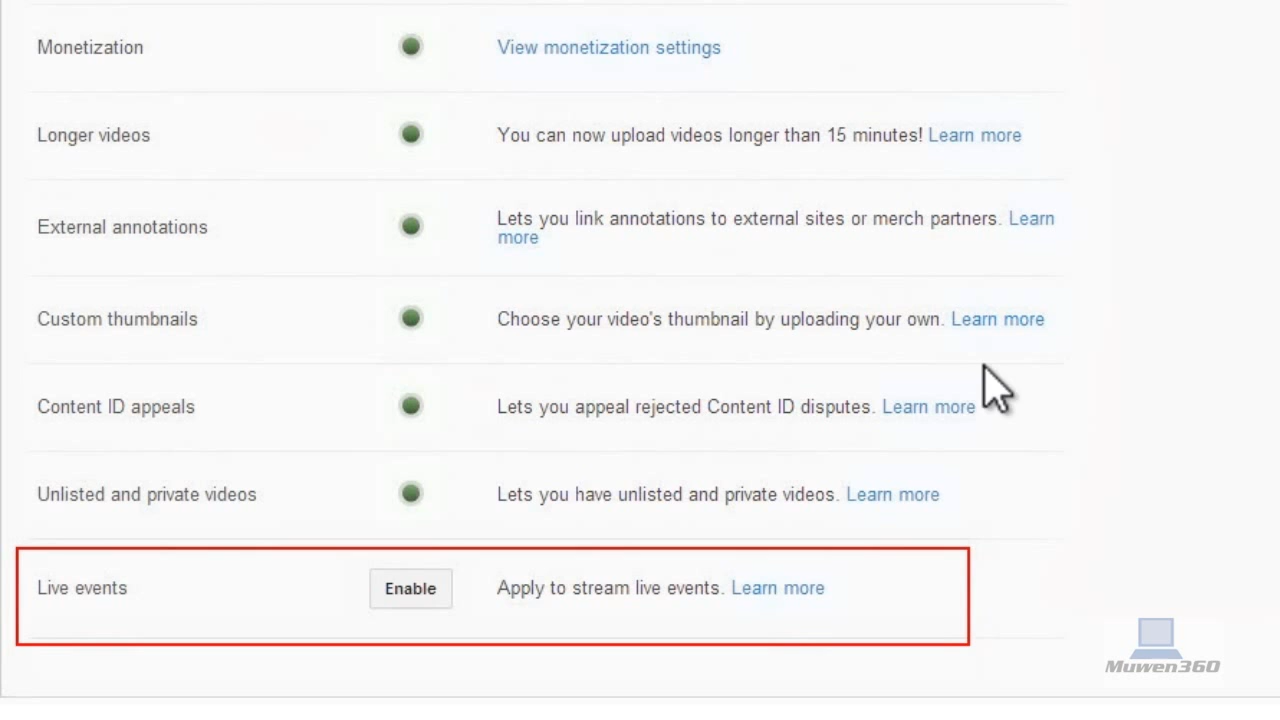 Monetization View monetization settings
Longer videos You can now upload videos longer than 15 minutes! Learn more
External annotations Lets you link annotations to external sites or merch partners. Learn
more
Custom thumbnails Choose your video's thumbnail by uploading your own. Learn more
Content ID appeals Lets you appeal rejected Content ID disputes. Learn more
Unlisted and private videos Lets you have unlisted and private videos. Learn more
Live events Enable Apply to stream live events. Learn more
Muwen360